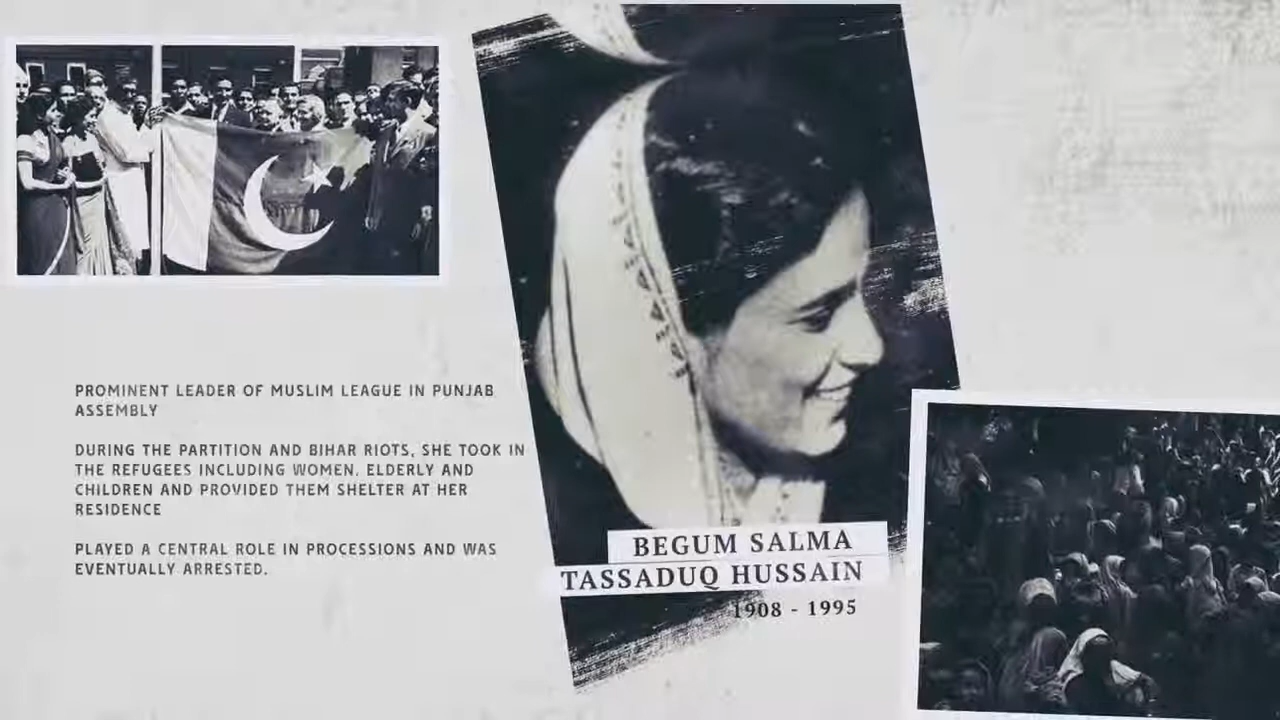 PROMINENT LEADER OF MUSLIM LEAGUE IN PUNJAB
ASSEMBLY
DURING THE PARTITION AND BIHAR RIOTS, SHE TOOK IN
THE REFUGEES INCLUDING WOMEN, ELDERLY AND
CHILDREN AND PROVIDED THEM SHELTER AT HER
RESIDENCE
PLAYED A CENTRAL ROLE IN PROCESSIONS AND WAS
EVENTUALLY ARRESTED.
BEGUM SALMA
TASSADUQ HUSSAIN
1908 - 1995